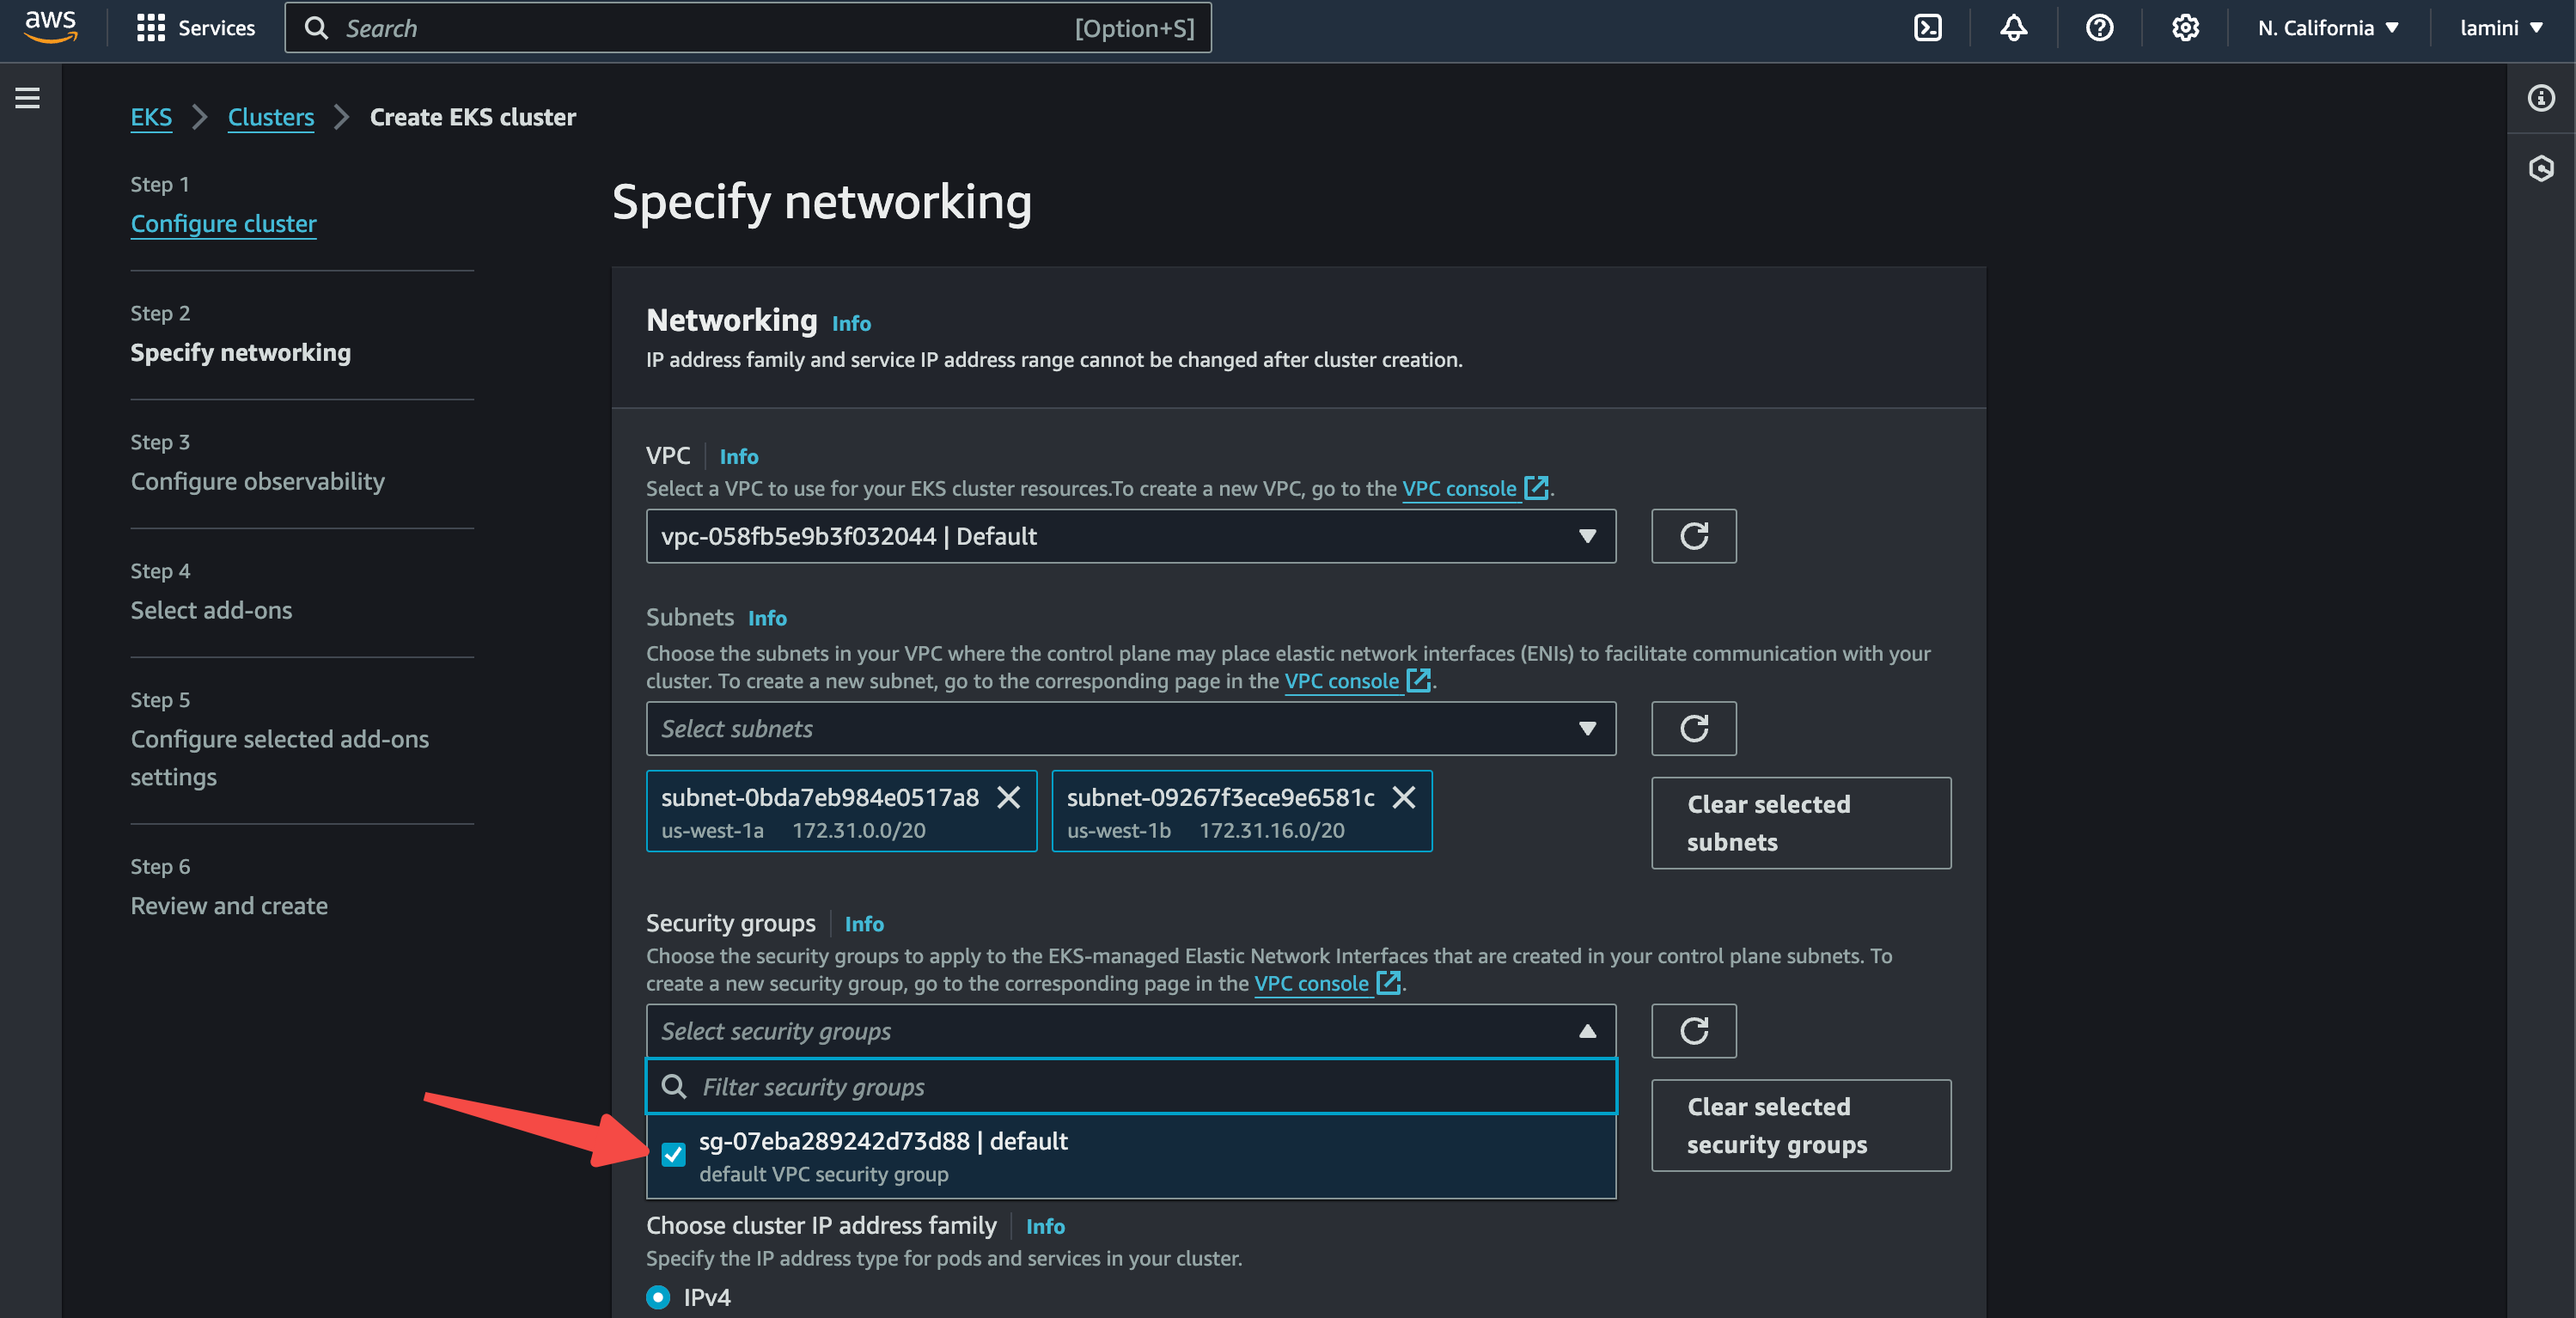 aws
Services
Search
[Option+S]
N. California
lamini
EKS
Clusters
Create EKS cluster
Step 1
Configure cluster
Step 2
Specify networking
Step 3
Configure observability
Step 4
Select add-ons
Step 5
Configure selected add-ons
settings
Step 6
Review and create
Specify networking
Networking Info
IP address family and service IP address range cannot be changed after cluster creation.
VPC Info
Select a VPC to use for your EKS cluster resources.To create a new VPC, go to the VPC console.
vpc-058fb5e9b3f032044 | Default
Subnets Info
Choose the subnets in your VPC where the control plane may place elastic network interfaces (ENIs) to facilitate communication with your
cluster. To create a new subnet, go to the corresponding page in the VPC console.
Select subnets
subnet-0bda7eb984e0517a8
us-west-1a 172.31.0.0/20
subnet-09267f3ece9e6581c
us-west-1b 172.31.16.0/20
Clear selected
subnets
Security groups Info
Choose the security groups to apply to the EKS-managed Elastic Network Interfaces that are created in your control plane subnets. To
create a new security group, go to the corresponding page in the VPC console.
Select security groups
Filter security groups
sg-07eba289242d73d88 | default
default VPC security group
Clear selected
security groups
Choose cluster IP address family Info
Specify the IP address type for pods and services in your cluster.
IPv4